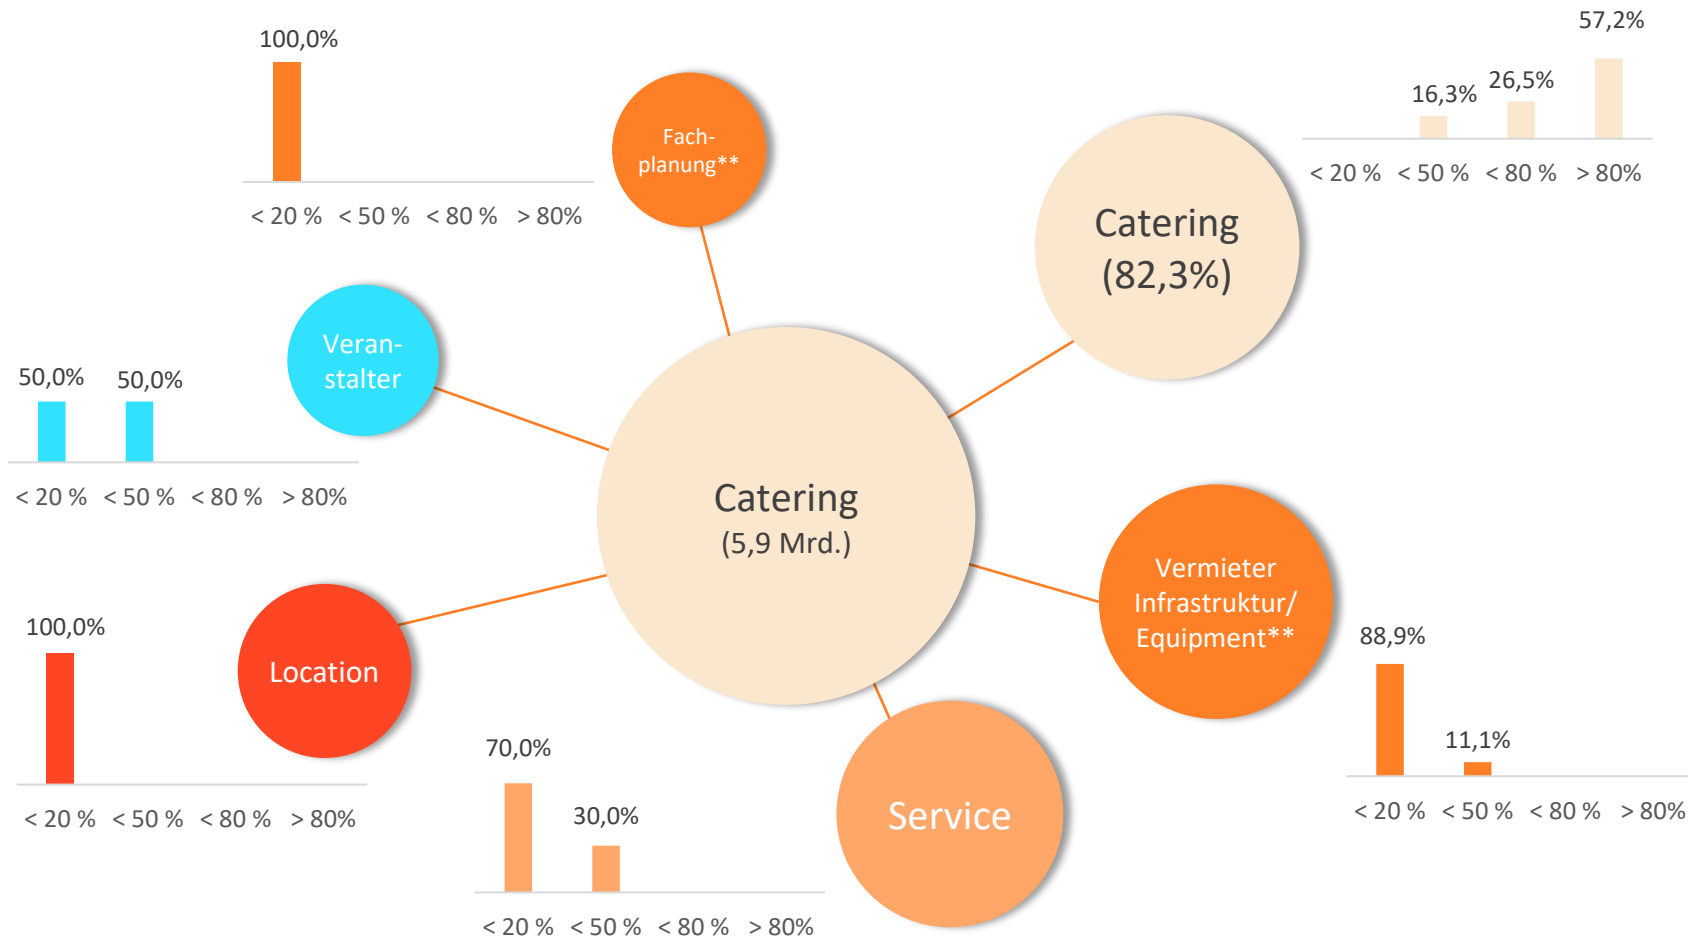 100,0%
< 20 % < 50 % < 80 % > 80%
Fach-
planung**
57,2%
26,5%
16,3%
< 20 % < 50 % < 80 % > 80%
Catering
(82,3%)
Veran-
stalter
50,0% 50,0%
< 20 % < 50 % < 80 % > 80%
Catering
(5,9 Mrd.)
Vermieter
Infrastruktur/
Equipment**
88,9%
11,1%
< 20 % < 50 % < 80 % > 80%
100,0%
Location
< 20 % < 50 % < 80 % > 80%
70,0%
30,0%
< 20 % < 50 % < 80 % > 80%
Service